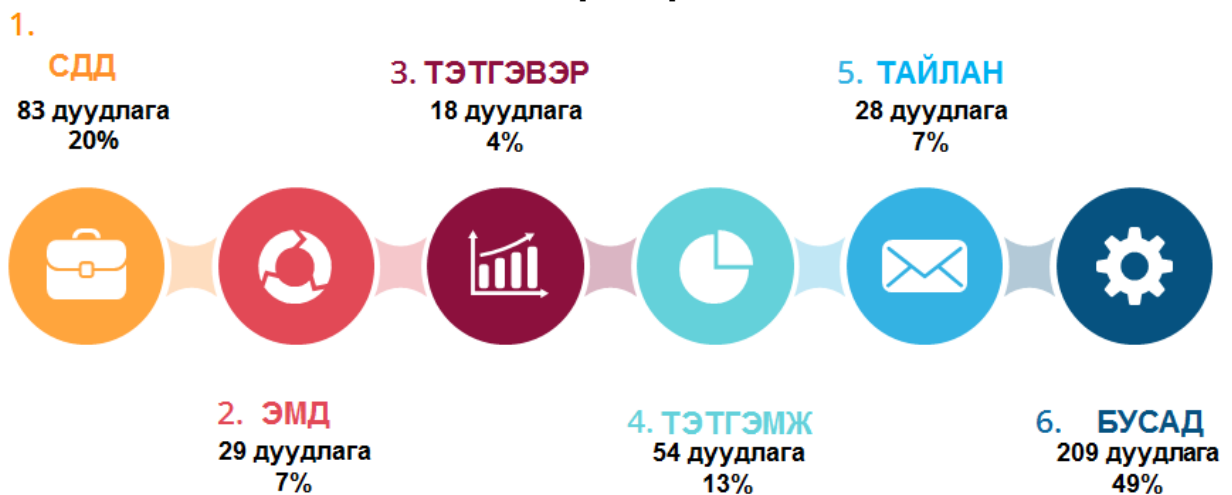 1.
СДД
83 дуудлага
20%
3. ТЭТГЭВЭР
18 дуудлага
4%
5. ТАЙЛАН
28 дуудлага
7%
2. ЭМД
29 дуудлага
7%
4. ТЭТГЭМЖ
54 дуудлага
13%
6. БУСАД
209 дуудлага
49%